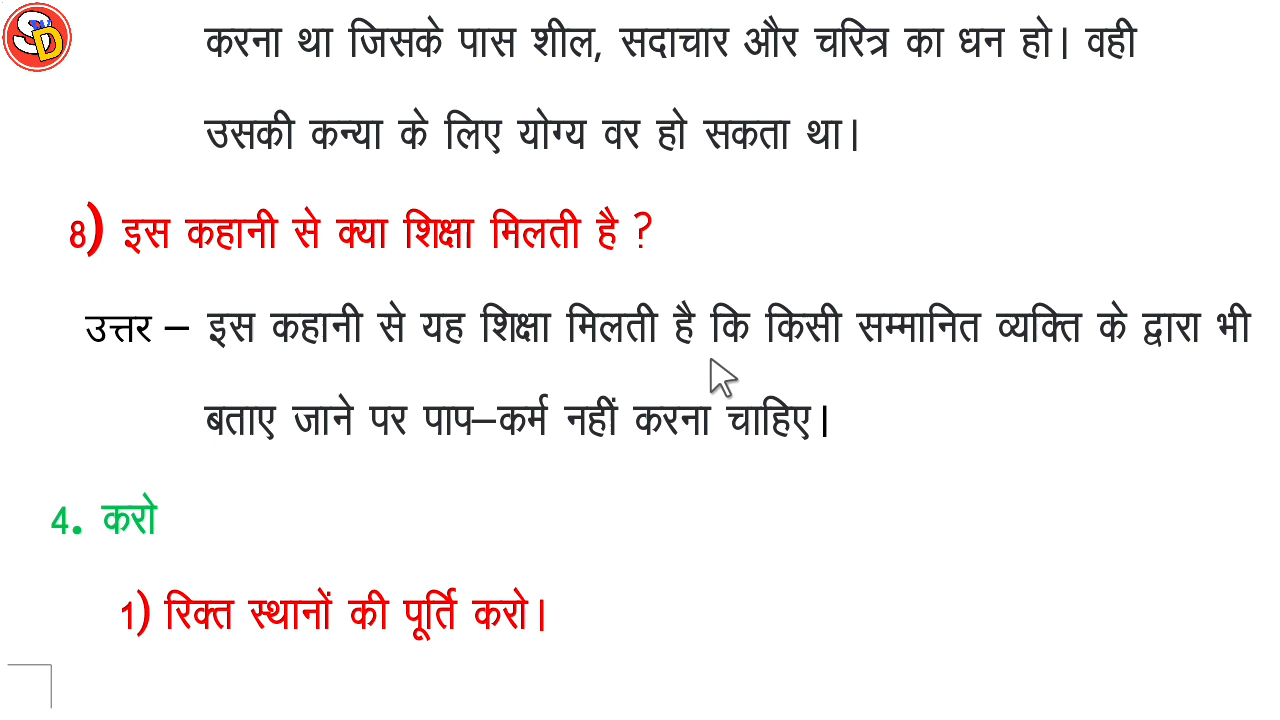 SD
करना था जिसके पास शील, सदाचार और चरित्र का धन हो। वही
उसकी कन्या के लिए योग्य वर हो सकता था।
8) इस कहानी से क्या शिक्षा मिलती है ?
उत्तर – इस कहानी से यह शिक्षा मिलती है कि किसी सम्मानित व्यक्ति के द्वारा भी
बताए जाने पर पाप–कर्म नहीं करना चाहिए।
4. करो
1) रिक्त स्थानों की पूर्ति करो।